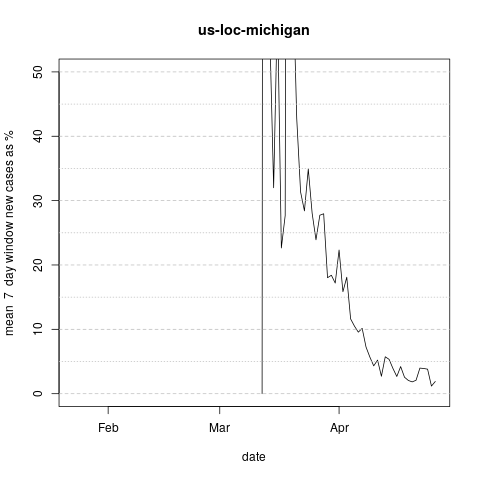 us-loc-michigan
mean  7  day window new cases as %
50
40
30
20
10
0
Feb
Mar
Apr
date